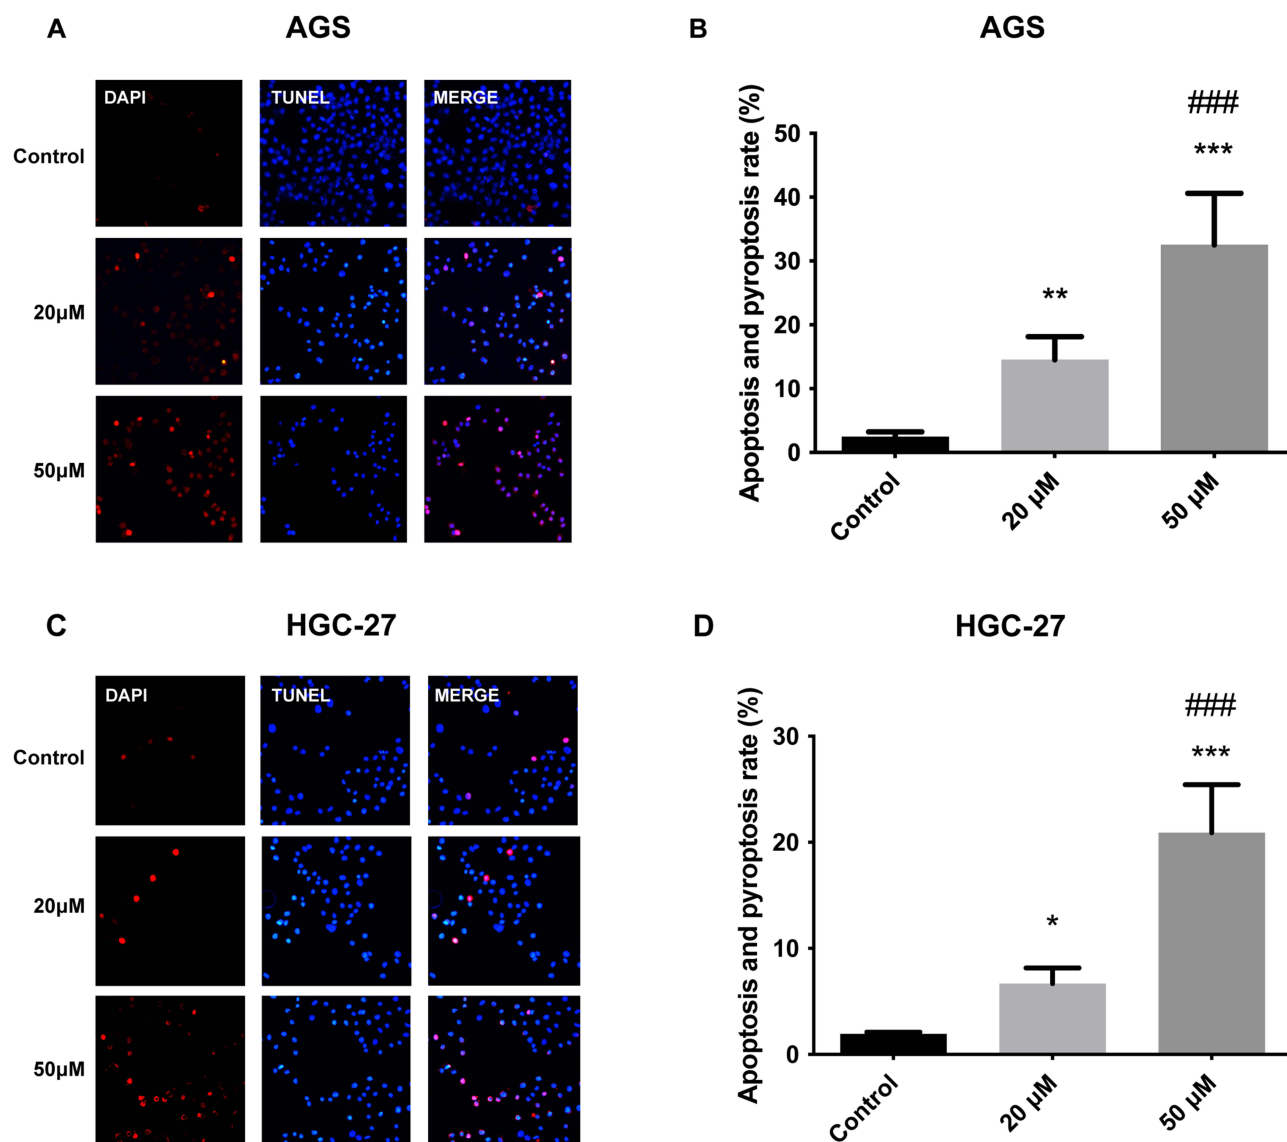 A AGS
DAPI TUNEL MERGE
Control
20µM
50µM
B AGS
Apoptosis and pyroptosis rate (%)
50
40
30
20
10
0
**
***
###
Control 20 µM 50 µM
C HGC-27
DAPI TUNEL MERGE
Control
20µM
50µM
D HGC-27
Apoptosis and pyroptosis rate (%)
30
20
10
0
*
***
###
Control 20 µM 50 µM